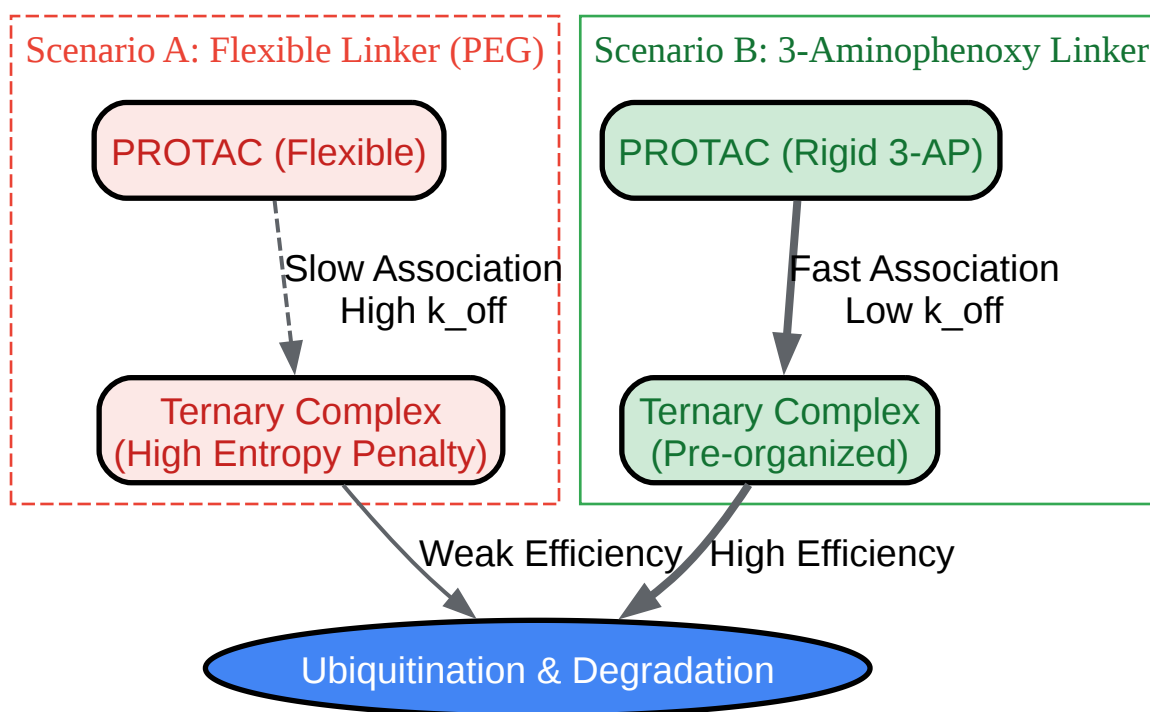 Scenario A: Flexible Linker (PEG)
PROTAC (Flexible)
Slow Association
High k_off
Ternary Complex
(High Entropy Penalty)
Weak Efficiency
Scenario B: 3-Aminophenoxy Linker
PROTAC (Rigid 3-AP)
Fast Association
Low k_off
Ternary Complex
(Pre-organized)
High Efficiency
Ubiquitination & Degradation